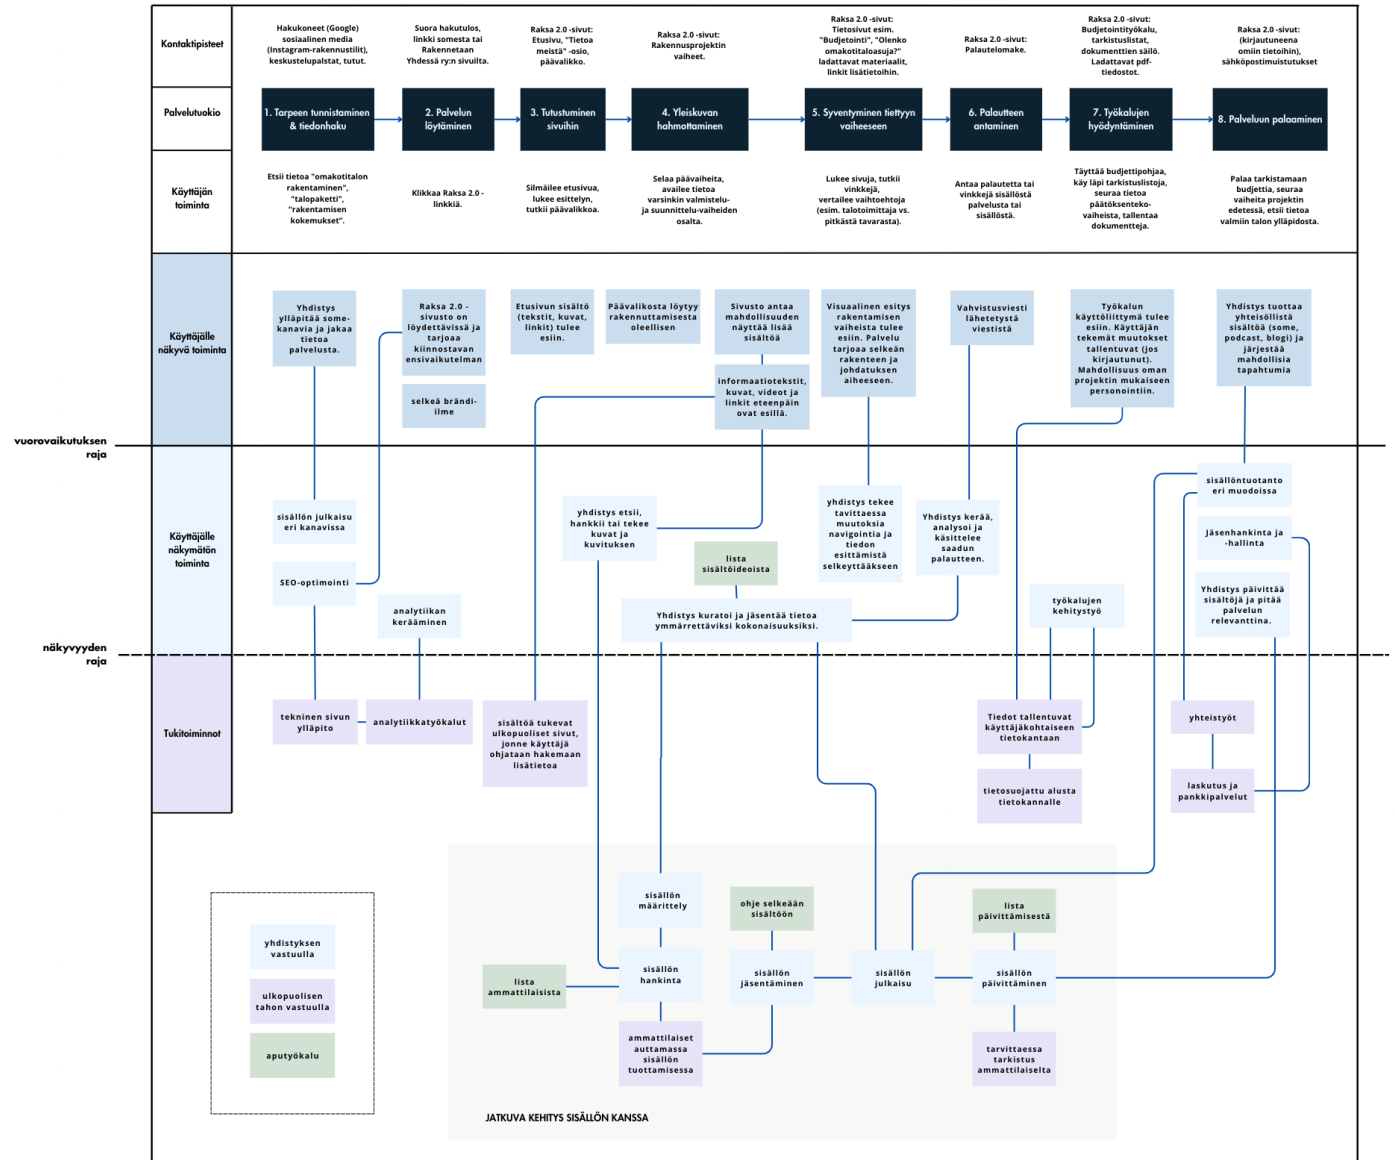 Kontaktipisteet
Hakukoneet (Google)
sosiaalinen media
(Instagram-rakennustilit),
keskustelupalstat, tutut.
Suora hakutulos,
linkki somesta tai
Rakennetaan
Yhdessä ry:n sivuilta.
Raksa 2.0 -sivut:
Etusivu, "Tietoa
meistä" -osio,
päävalikko.
Raksa 2.0 -sivut:
Rakennusprojektin
vaiheet.
Raksa 2.0 -sivut:
Tietosivut esim.
"Budjetointi", "Olenko
omakotitaloasuja?"
ladattavat materiaalit,
linkit lisätietoihin.
Raksa 2.0 -sivut:
Palautelomake.
Raksa 2.0 -sivut:
Budjetointityökalu,
tarkistuslistat,
dokumenttien säilö.
Ladattavat pdf-
tiedostot.
Raksa 2.0 -sivut:
(kirjautuneena
omiin tietoihin),
sähköpostimuistutukset
Palvelutuokio
1. Tarpeen tunnistaminen
& tiedonhaku
2. Palvelun
löytäminen
3. Tutustuminen
sivuihin
4. Yleiskuvan
hahmottaminen
5. Syventyminen tiettyyn
vaiheeseen
6. Palautteen
antaminen
7. Työkalujen
hyödyntäminen
8. Palveluun palaaminen
Käyttäjän
toiminta
Etsii tietoa "omakotitalon
rakentaminen",
"talopaketti",
"rakentamisen
kokemukset".
Klikkaa Raksa 2.0 -
linkkiä.
Silmäilee etusivua,
lukee esittelyn,
tutkii päävalikkoa.
Selaa päävaiheita,
availee tietoa
varsinkin valmistelu-
ja suunnittelu-vaiheiden
osalta.
Lukee sivuja, tutkii
vinkkejä,
vertailee vaihtoehtoja
(esim. talotoimittaja vs.
pitkästä tavarasta).
Antaa palautetta tai
vinkkejä sisällöstä
palvelusta tai
sisällöstä.
Täyttää budjettipohjaa,
käy läpi tarkistuslistoja,
seuraa tietoa
päätöksenteko-
vaiheista, tallentaa
dokumentteja.
Palaa tarkistamaan
budjettia, seuraa
vaiheita projektin
edetessä, etsii tietoa
valmiin talon ylläpidosta.
Käyttäjälle
näkyvä toiminta
Yhdistys
ylläpitää some-
kanavia ja jakaa
tietoa
palvelusta.
Raksa 2.0 -
sivusto on
löydettävissä ja
tarjoaa
kiinnostavan
ensivaikutelman
selkeä brändi-
ilme
Etusivun sisältö
(tekstit, kuvat,
linkit) tulee
esiin.
Päävalikosta löytyy
rakennuttamisesta
oleellisen
Sivusto antaa
mahdollisuuden
näyttää lisää
sisältöä
informaatiotekstit,
kuvat, videot ja
linkit eteenpäin
ovat esillä.
Visuaalinen esitys
rakentamisen
vaiheista tulee
esiin. Palvelu
tarjoaa selkeän
rakenteen ja
johdatuksen
aiheeseen.
Vahvistusviesti
lähetetystä
viestistä
Työkalun
käyttöliittymä tulee
esiin. Käyttäjän
tekemät muutokset
tallentuvat (jos
kirjautunut).
Mahdollisuus oman
projektin mukaiseen
personointiin.
Yhdistys tuottaa
yhteisöllistä
sisältöä (some,
podcast, blogi) ja
järjestää
mahdollisia
tapahtumia
vuorovaikutuksen
raja
Käyttäjälle
näkymätön
toiminta
sisällön julkaisu
eri kanavissa
SEO-optimointi
analytiikan
kerääminen
yhdistys etsii,
hankkii tai tekee
kuvat ja
kuvituksen
lista
sisältöideoista
Yhdistys kuratoi ja jäsentää tietoa
ymmärrettäviksi kokonaisuuksiksi.
yhdistys tekee
tavittaessa
muutoksia
navigointia ja
tiedon
esittämistä
selkeyttääkseen
Yhdistys kerää,
analysoi ja
käsittelee
saadun
palautteen.
työkalujen
kehitystyö
sisällöntuotanto
eri muodoissa
Jäsenhankinta ja
-hallinta
Yhdistys päivittää
sisältöjä ja pitää
palvelun
relevanttina.
näkyvyyden
raja
Tukitoiminnot
tekninen sivun
ylläpito
analytiikkatyökalut
sisältöä tukevat
ulkopuoliset sivut,
jonne käyttäjä
ohjataan hakemaan
lisätietoa
Tiedot tallentuvat
käyttäjäkohtaiseen
tietokantaan
tietosuojattu alusta
tietokannalle
yhteistyöt
laskutus ja
pankkipalvelut
yhdistyksen
vastuulla
ulkopuolisen
tahon vastuulla
aputyökalu
sisällön
määrittely
ohje selkeään
sisältöön
lista
päivittämisestä
lista
ammattilaisista
sisällön
hankinta
sisällön
jäsentäminen
sisällön
julkaisu
sisällön
päivittäminen
ammattilaiset
auttamassa
sisällön
tuottamisessa
tarvittaessa
tarkistus
ammattilaiselta
JATKUVA KEHITYS SISÄLLÖN KANSSA